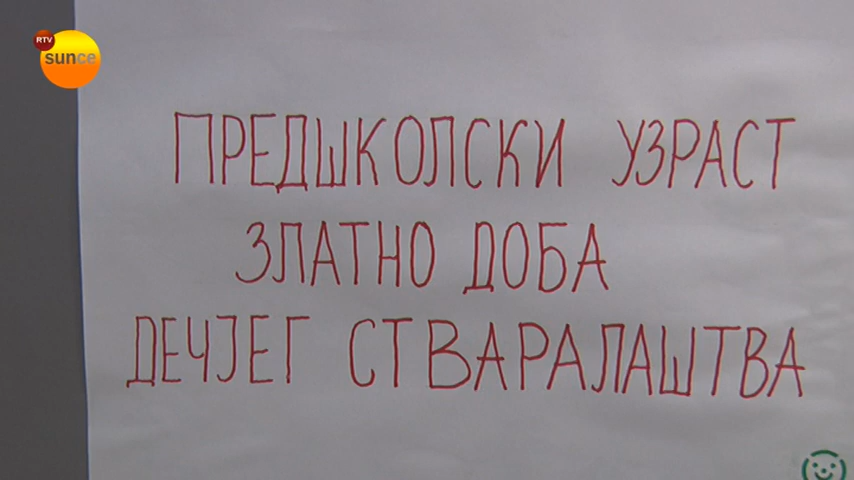 RTV
sunce
ПРЕДШКОЛСКИ УЗРАСТ
ЗЛАТНО ДОБА
ДЕЧЈЕГ СТВАРАЛАШТВА